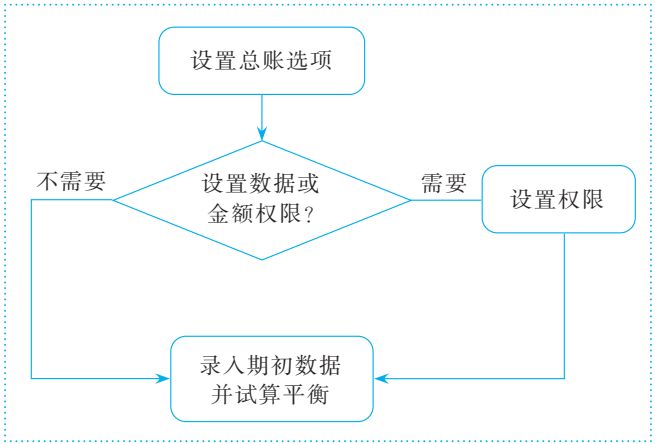 设置总账选项
不需要
设置数据或
金额权限？
需要
设置权限
录入期初数据
并试算平衡